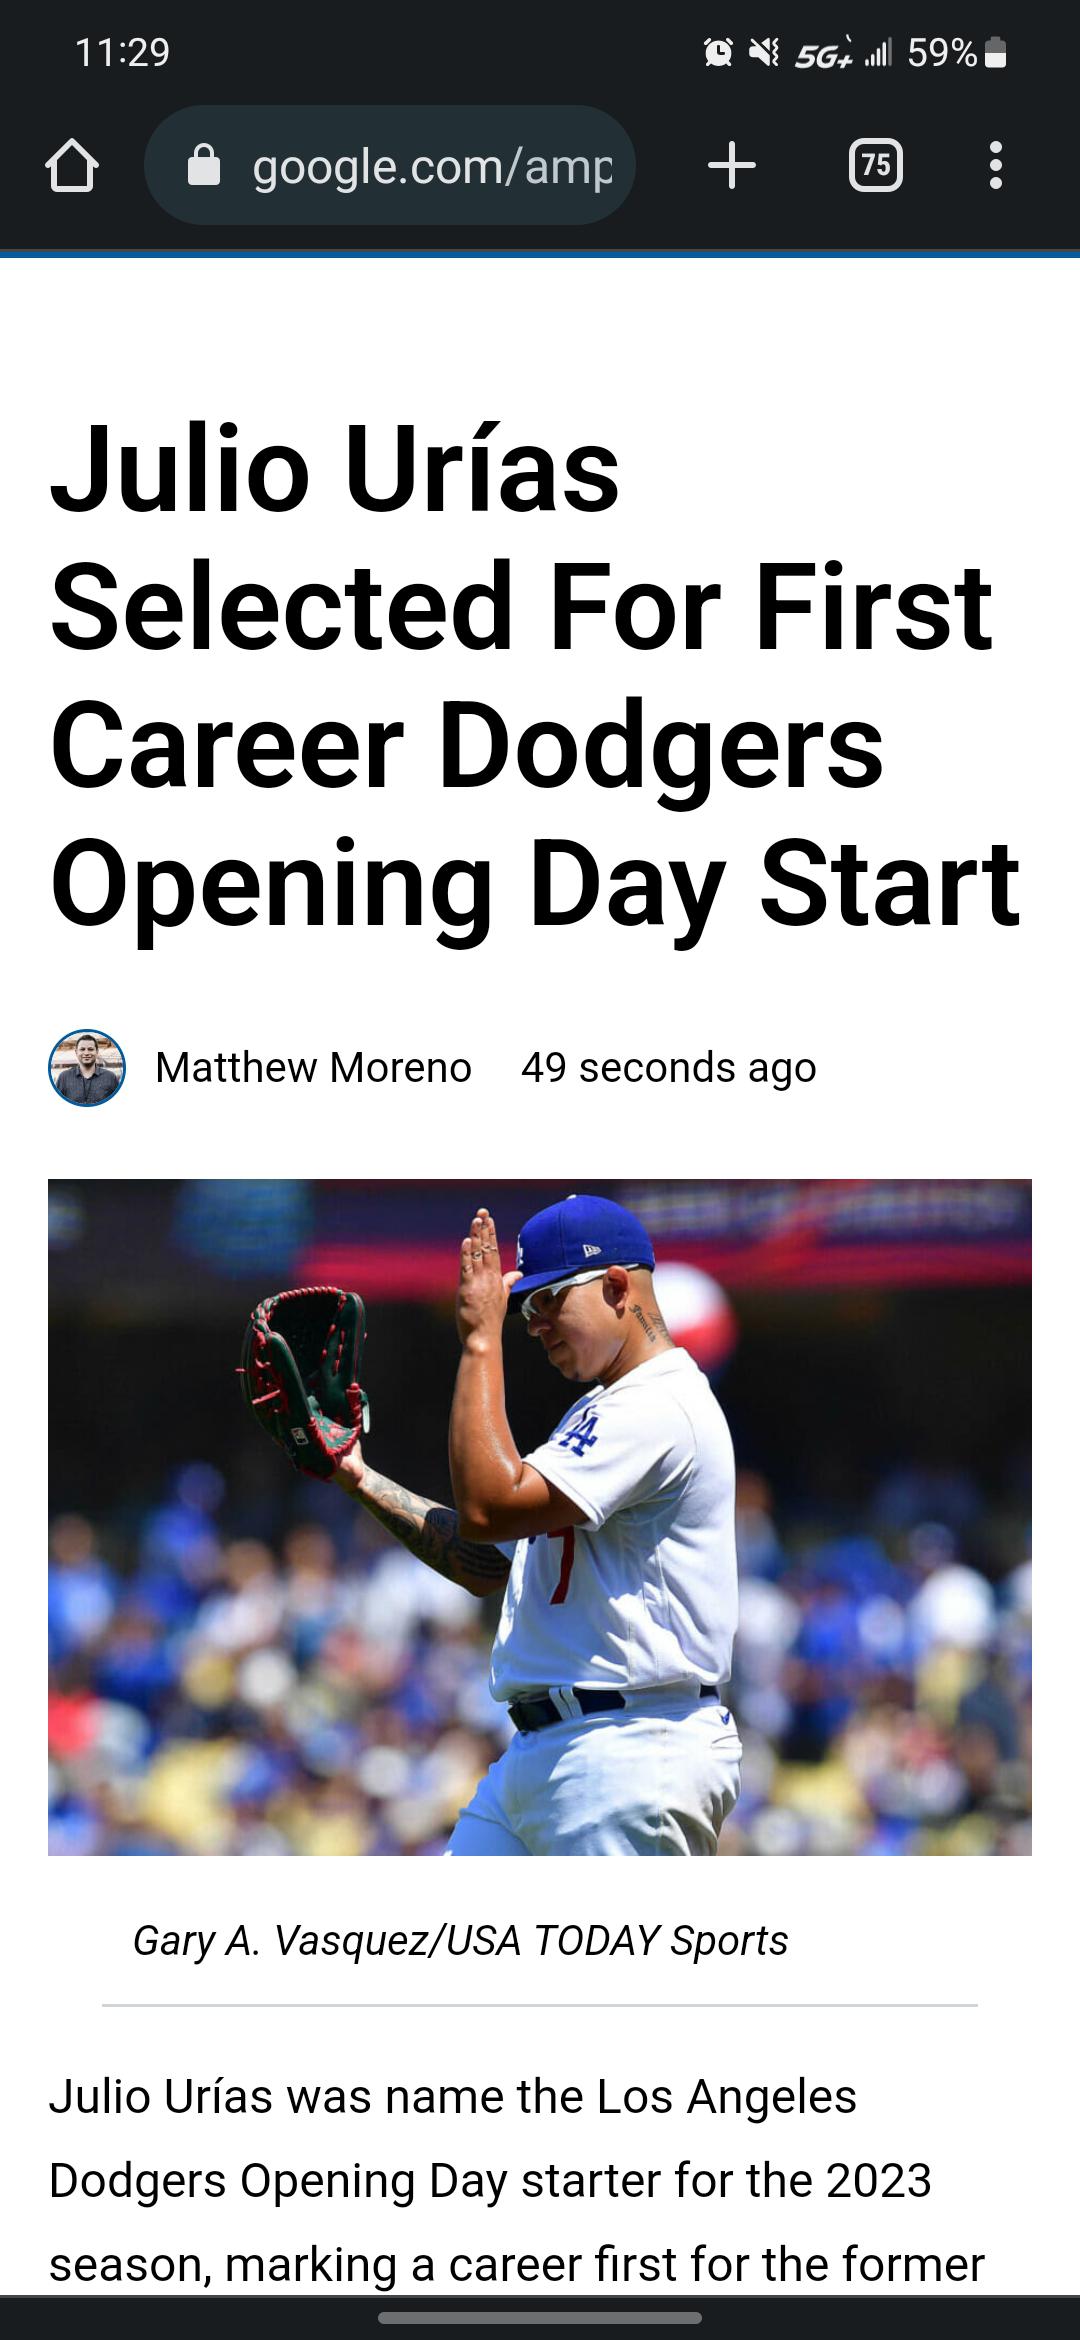 11:29
5G+
59%
google.com/amp
75
Julio Urías
Selected For First
Career Dodgers
Opening Day Start
Matthew Moreno 49 seconds ago
LA
7
Gary A. Vasquez/USA TODAY Sports
Julio Urías was name the Los Angeles
Dodgers Opening Day starter for the 2023
season, marking a career first for the former